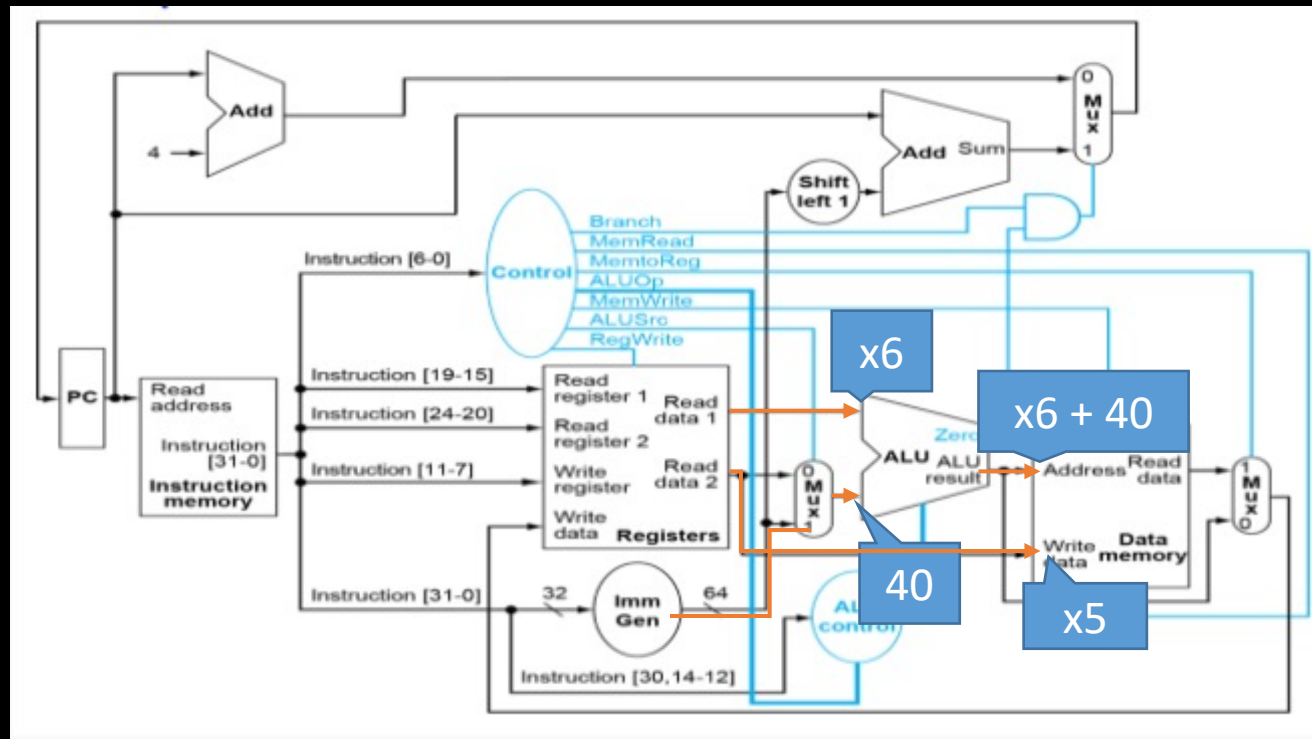 Add
4
0
Mux
1
Add Sum
Shift
left 1
Branch
MemRead
MemtoReg
ALUOp
MemWrite
ALUSrc
RegWrite
Control
Instruction [6-0]
Instruction [19-15]
Instruction [24-20]
Instruction [11-7]
Instruction [31-0]
PC
Read
address
Instruction
[31-0]
Instruction
memory
Read
register 1
Read
data 1
Read
register 2
Write
register
Read
data 2
Write
data
Registers
0
Mux
1
x6
40
Zero
ALU
ALU
result
x6 + 40
Address
Read
data
Write
data
Data
memory
x5
1
Mux
0
32
Imm
Gen
64
control
Instruction [30,14-12]